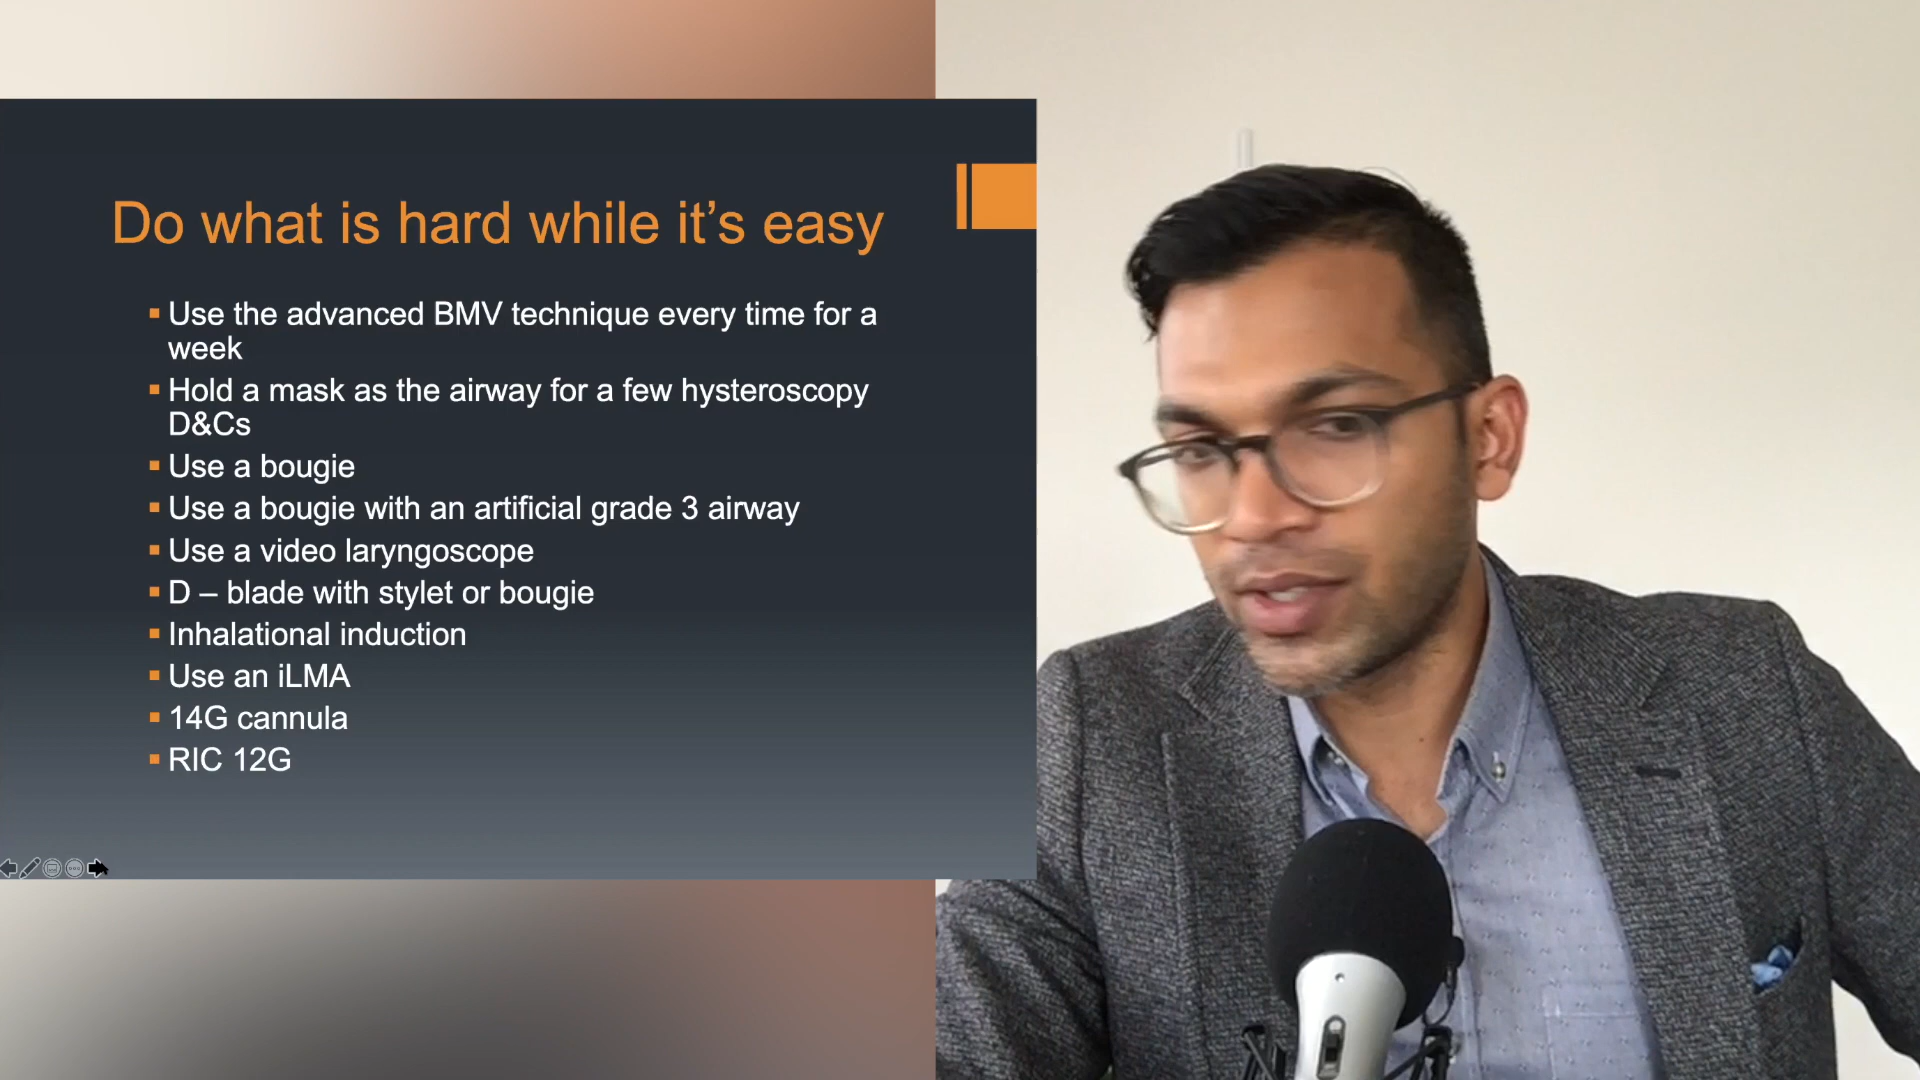 Do what is hard while it’s easy
Use the advanced BMV technique every time for a
week
Hold a mask as the airway for a few hysteroscopy
D&Cs
Use a bougie
Use a bougie with an artificial grade 3 airway
Use a video laryngoscope
D – blade with stylet or bougie
Inhalational induction
Use an iLMA
14G cannula
RIC 12G